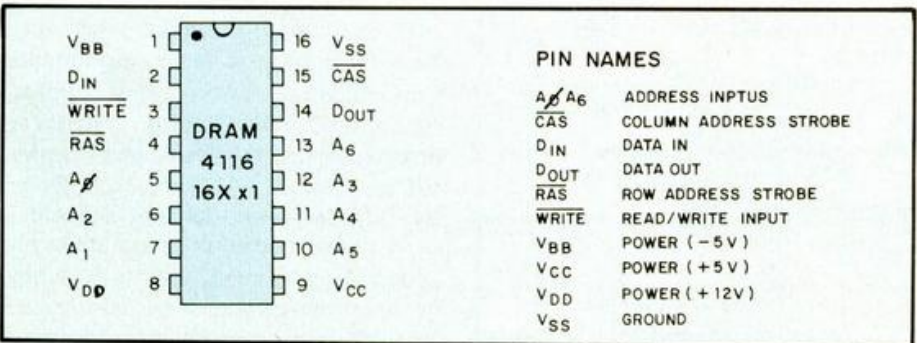 VBB 1 16 VSS
DIN 2 15 CAS
WRITE 3 14 DOUT
RAS 4 13 A6
AØ 5 12 A3
A2 6 11 A4
A1 7 10 A5
VDD 8 9 VCC
DRAM
4116
16X x1
PIN NAMES
AØ A6 ADDRESS INPTUS
CAS COLUMN ADDRESS STROBE
DIN DATA IN
DOUT DATA OUT
RAS ROW ADDRESS STROBE
WRITE READ/WRITE INPUT
VBB POWER (-5V)
VCC POWER (+5V)
VDD POWER (+12V)
VSS GROUND